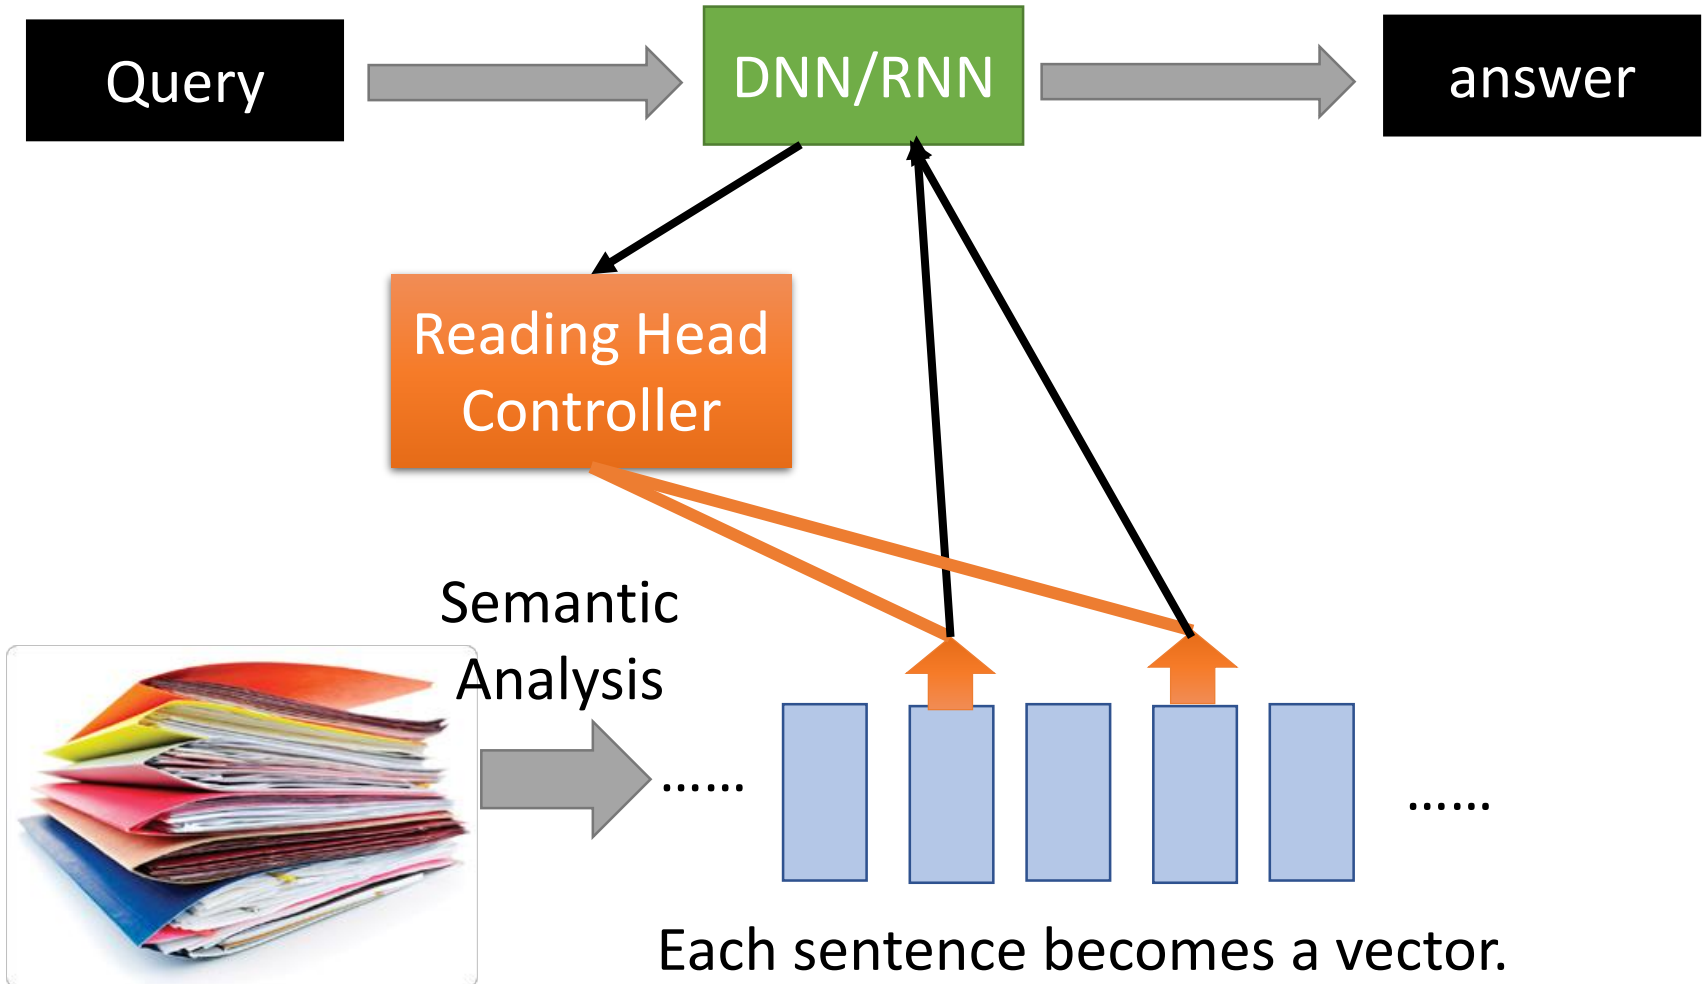 Query
DNN/RNN
answer
Reading Head
Controller
Semantic
Analysis
……
……
Each sentence becomes a vector.